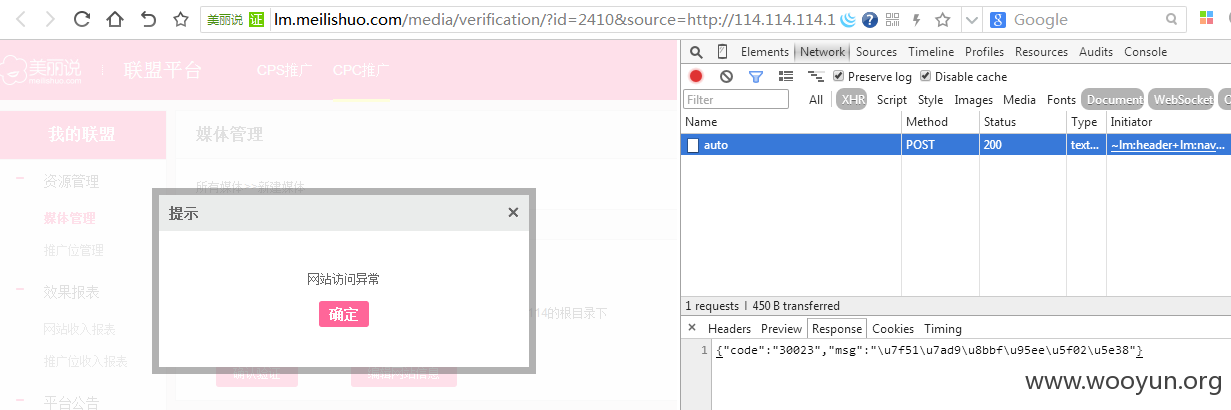 美丽说 证 lm.meilishuo.com/media/verification/?id=2410&source=http://114.114.114.1
Google
美丽说
meilishuo.com
联盟平台 CPS推广 CPC推广
我的联盟
资源管理
媒体管理
推广位管理
效果报表
网站收入报表
推广位收入报表
平台公告
媒体管理
所有媒体>>新建媒体
提示 ×
网站访问异常
确定
14的根目录下
Elements Network Sources Timeline Profiles Resources Audits Console
Preserve log Disable cache
Filter All XHR Script Style Images Media Fonts Document WebSocket
Name Method Status Type Initiator
auto POST 200 text... ~lm:header+lm:nav...
1 requests | 450 B transferred
× Headers Preview Response Cookies Timing
1 {"code":"30023","msg":"\u7f51\u7ad9\u8bbf\u95ee\u5f02\u5e38"}
www.wooyun.org